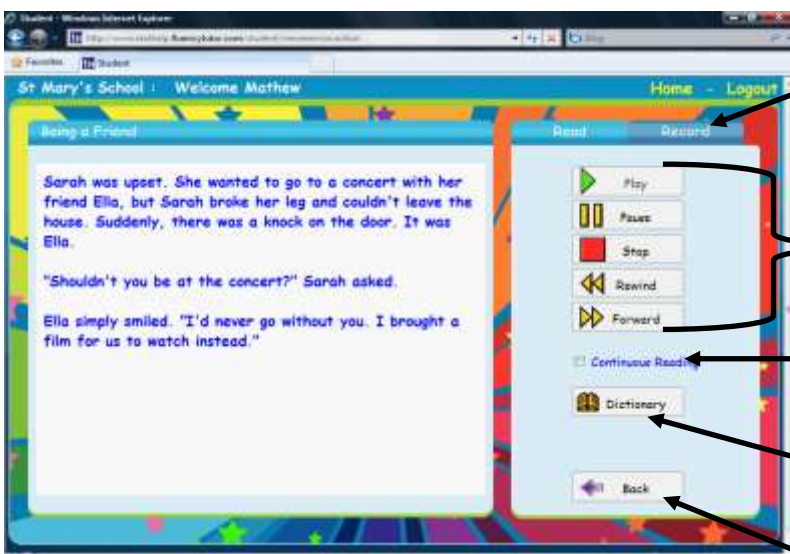 Student - Windows Internet Explorer
Favorites Student
St Mary's School : Welcome Mathew Home - Logout
Being a Friend
Read Record
Sarah was upset. She wanted to go to a concert with her
friend Ella, but Sarah broke her leg and couldn't leave the
house. Suddenly, there was a knock on the door. It was
Ella.
"Shouldn't you be at the concert?" Sarah asked.
Ella simply smiled. "I'd never go without you. I brought a
film for us to watch instead."
Play
Pause
Stop
Rewind
Forward
Continuous
Dictionary
Back